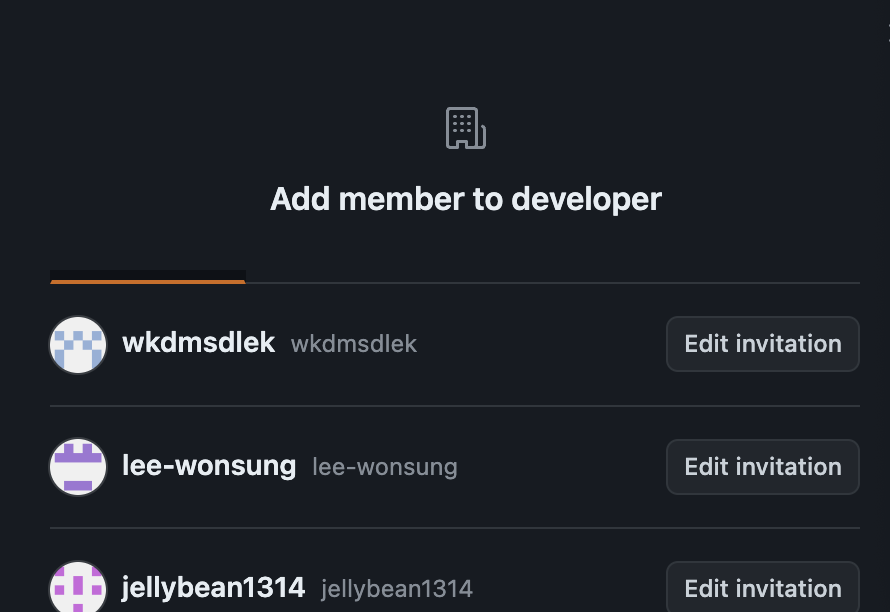 Add member to developer
wkdmsdlek wkdmsdlek Edit invitation
lee-wonsung lee-wonsung Edit invitation
jellybean1314 jellybean1314 Edit invitation